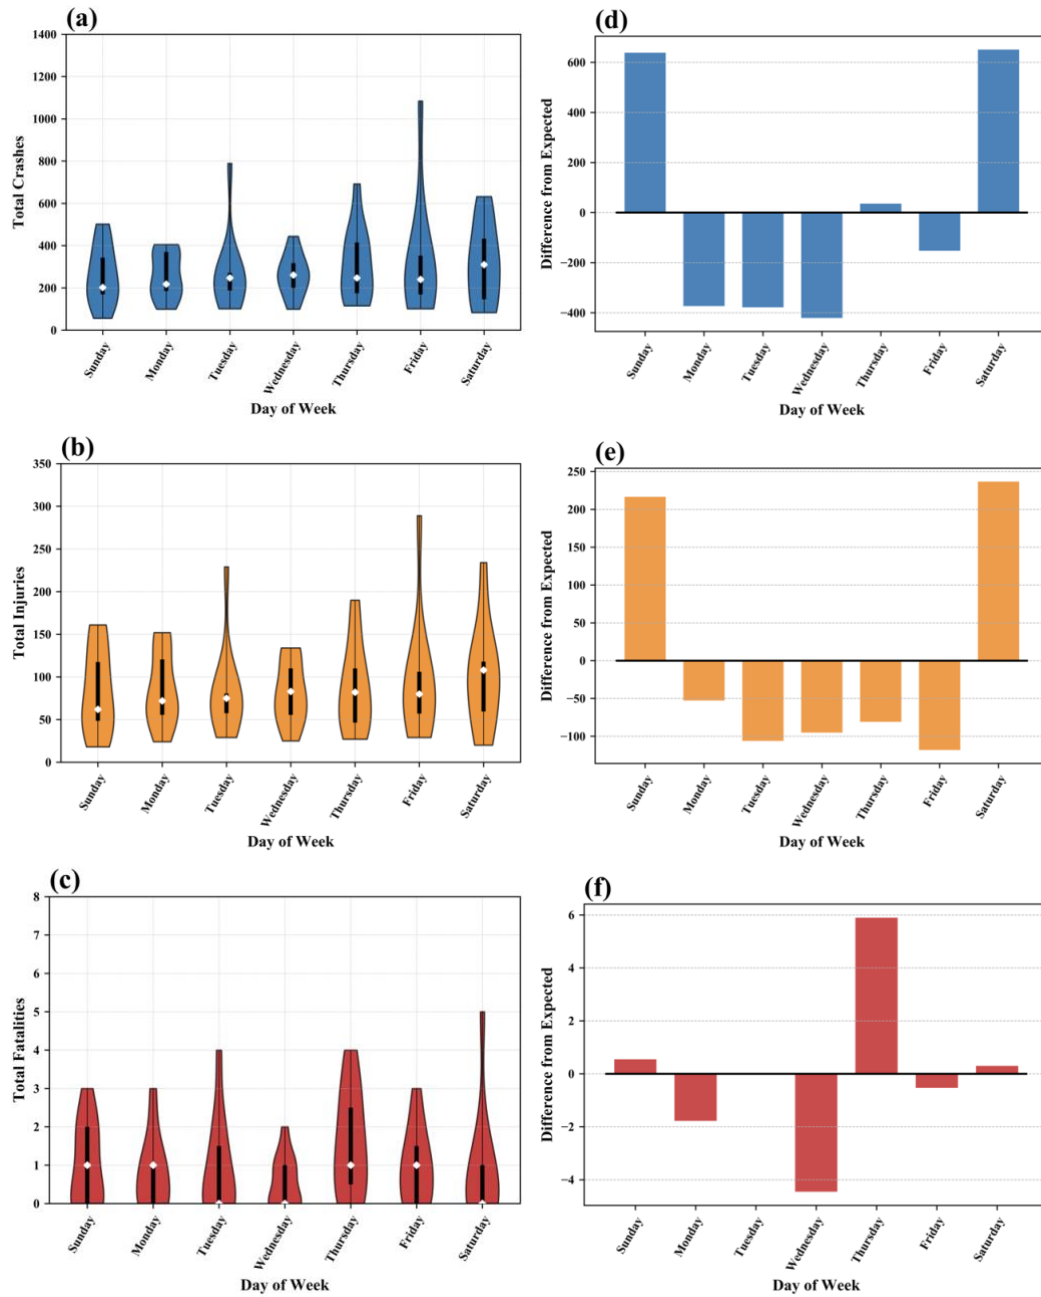 (a)
Total Crashes
1400
1200
1000
800
600
400
200
0
Sunday
Monday
Tuesday
Wednesday
Thursday
Friday
Saturday
Day of Week
(d)
Difference from Expected
600
400
200
0
−200
−400
Sunday
Monday
Tuesday
Wednesday
Thursday
Friday
Saturday
Day of Week
(b)
Total Injuries
350
300
250
200
150
100
50
0
Sunday
Monday
Tuesday
Wednesday
Thursday
Friday
Saturday
Day of Week
(e)
Difference from Expected
250
200
150
100
50
0
−50
−100
Sunday
Monday
Tuesday
Wednesday
Thursday
Friday
Saturday
Day of Week
(c)
Total Fatalities
8
7
6
5
4
3
2
1
0
Sunday
Monday
Tuesday
Wednesday
Thursday
Friday
Saturday
Day of Week
(f)
Difference from Expected
6
4
2
0
−2
−4
Sunday
Monday
Tuesday
Wednesday
Thursday
Friday
Saturday
Day of Week